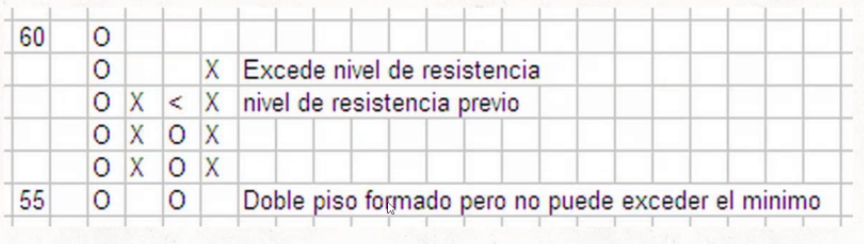 60 O
O X Excede nivel de resistencia
O X < X nivel de resistencia previo
O X O X
O X O X
55 O O Doble piso formado pero no puede exceder el minimo